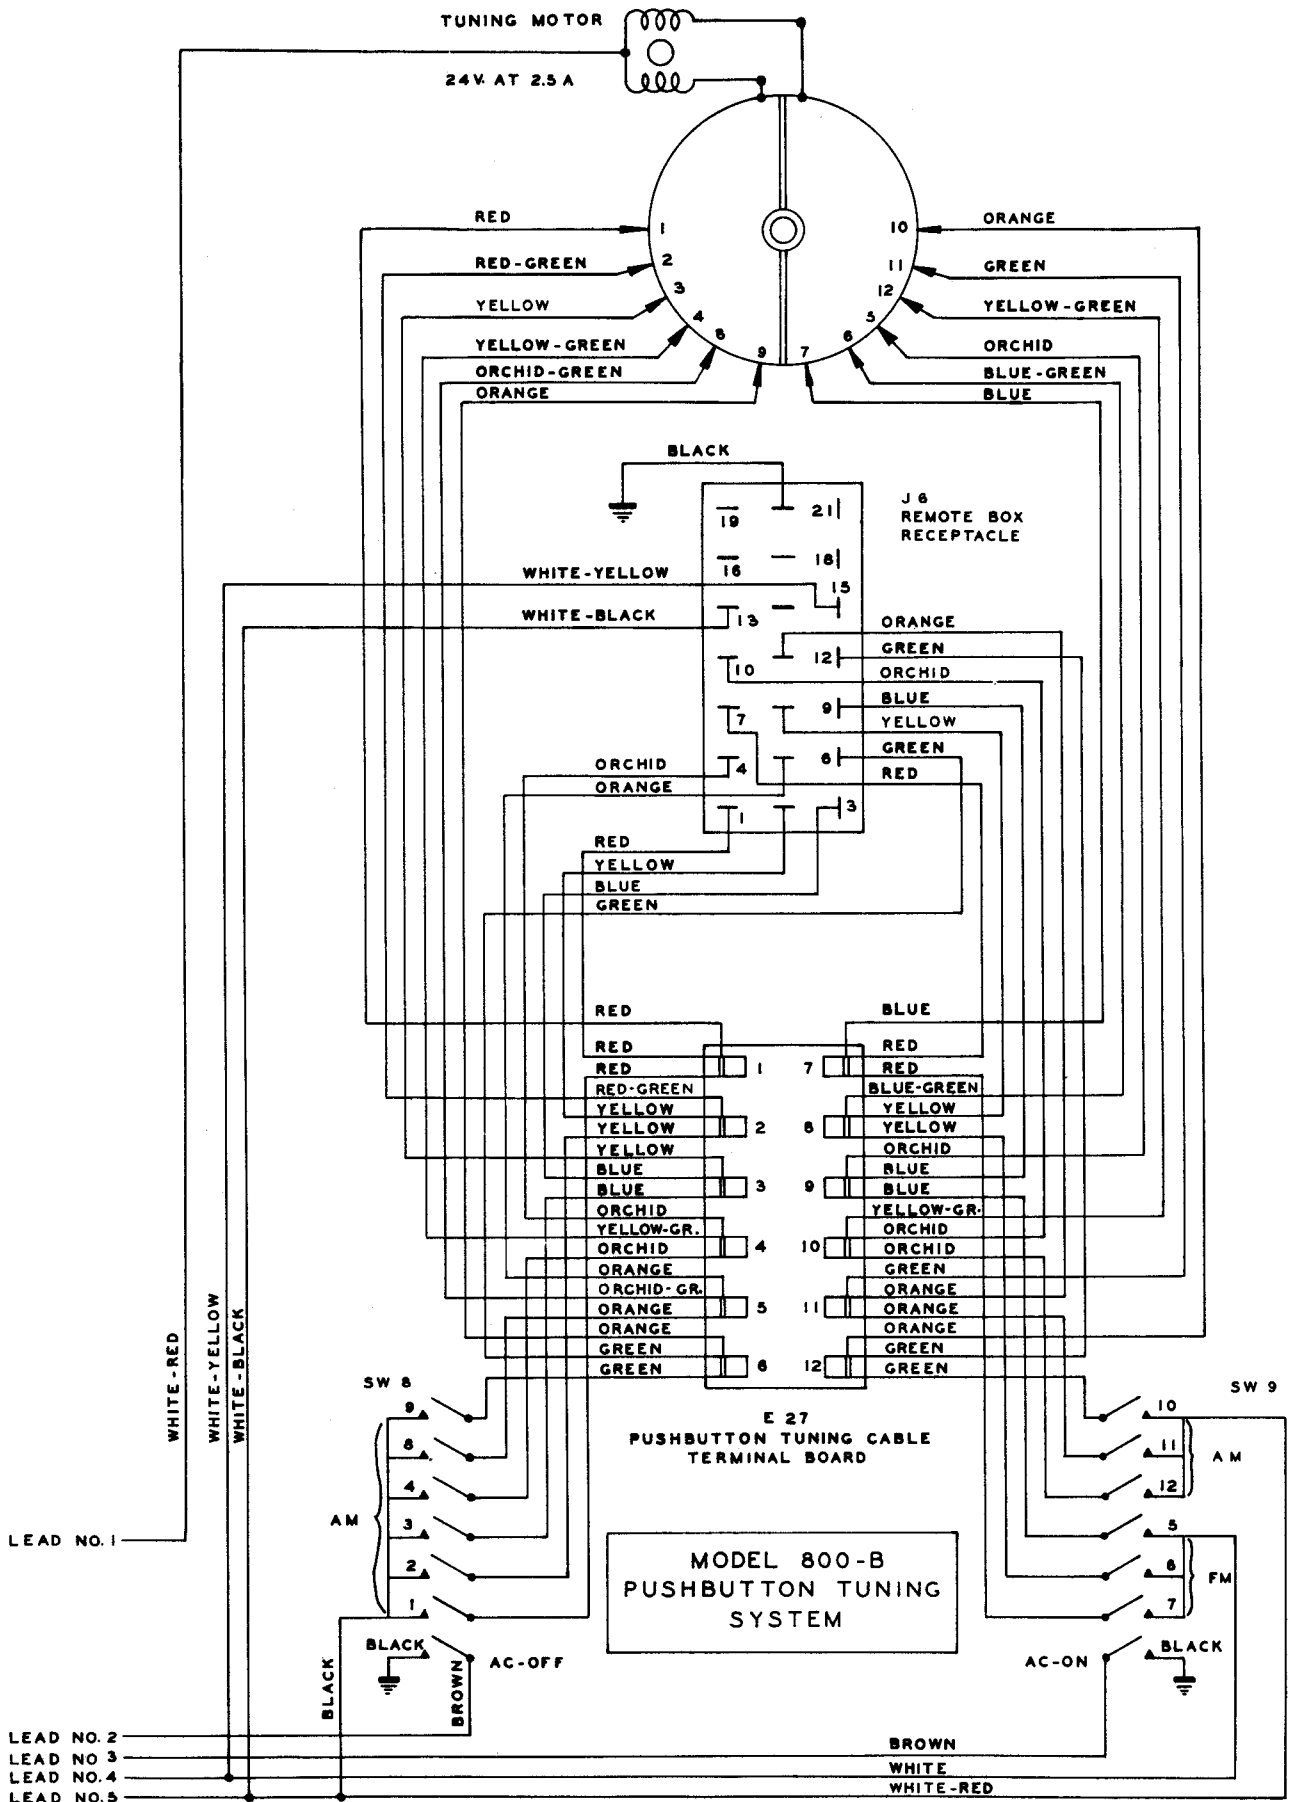 TUNING MOTOR
24V. AT 2.5 A
RED
1
10
ORANGE
RED-GREEN
2
11
GREEN
YELLOW
3
12
YELLOW-GREEN
YELLOW-GREEN
4
5
ORCHID
ORCHID-GREEN
8
6
BLUE-GREEN
ORANGE
9
7
BLUE
BLACK
J 6
REMOTE BOX
RECEPTACLE
19
21
16
18
WHITE-YELLOW
15
WHITE-BLACK
13
ORANGE
10
12
GREEN
ORCHID
7
9
BLUE
YELLOW
ORCHID
4
6
GREEN
ORANGE
RED
1
3
RED
YELLOW
BLUE
GREEN
RED
BLUE
RED
RED
RED
1
7
RED
RED-GREEN
BLUE-GREEN
YELLOW
YELLOW
YELLOW
2
8
YELLOW
YELLOW
ORCHID
BLUE
BLUE
BLUE
3
9
BLUE
ORCHID
YELLOW-GR.
YELLOW-GR.
ORCHID
ORCHID
4
10
ORCHID
ORANGE
GREEN
ORCHID-GR.
ORANGE
ORANGE
5
11
ORANGE
ORANGE
ORANGE
GREEN
GREEN
GREEN
6
12
GREEN
WHITE-RED
WHITE-YELLOW
WHITE-BLACK
SW 8
SW 9
E 27
PUSHBUTTON TUNING CABLE
TERMINAL BOARD
9
8
4
3
2
1
AM
10
11
12
AM
5
6
7
FM
LEAD NO. 1
MODEL 800-B
PUSHBUTTON TUNING
SYSTEM
BLACK
AC-OFF
AC-ON
BLACK
BLACK
BROWN
LEAD NO. 2
LEAD NO 3
BROWN
LEAD NO. 4
WHITE
LEAD NO. 5
WHITE-RED